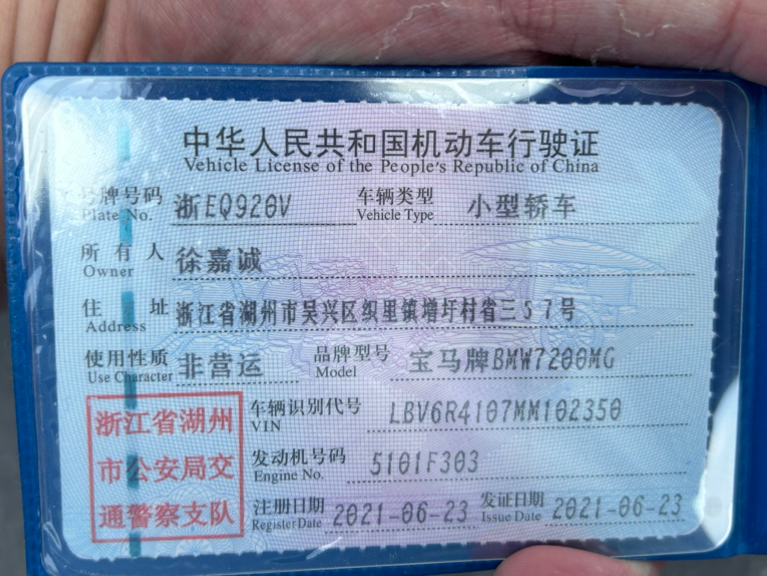 中华人民共和国机动车行驶证
Vehicle License of the People's Republic of China
号牌号码 浙EQ920V 车辆类型 小型轿车
Plate No. Vehicle Type
所有人 徐嘉诚
Owner
住址 浙江省湖州市吴兴区织里镇增圩村省三57号
Address
使用性质 非营运 品牌型号 宝马牌BMW7200MG
Use Character Model
浙江省湖州市公安局交通警察支队
车辆识别代号 LBV6R4107MM102350
VIN
发动机号码 5101F303
Engine No.
注册日期 2021-06-23 发证日期 2021-06-23
Register Date Issue Date